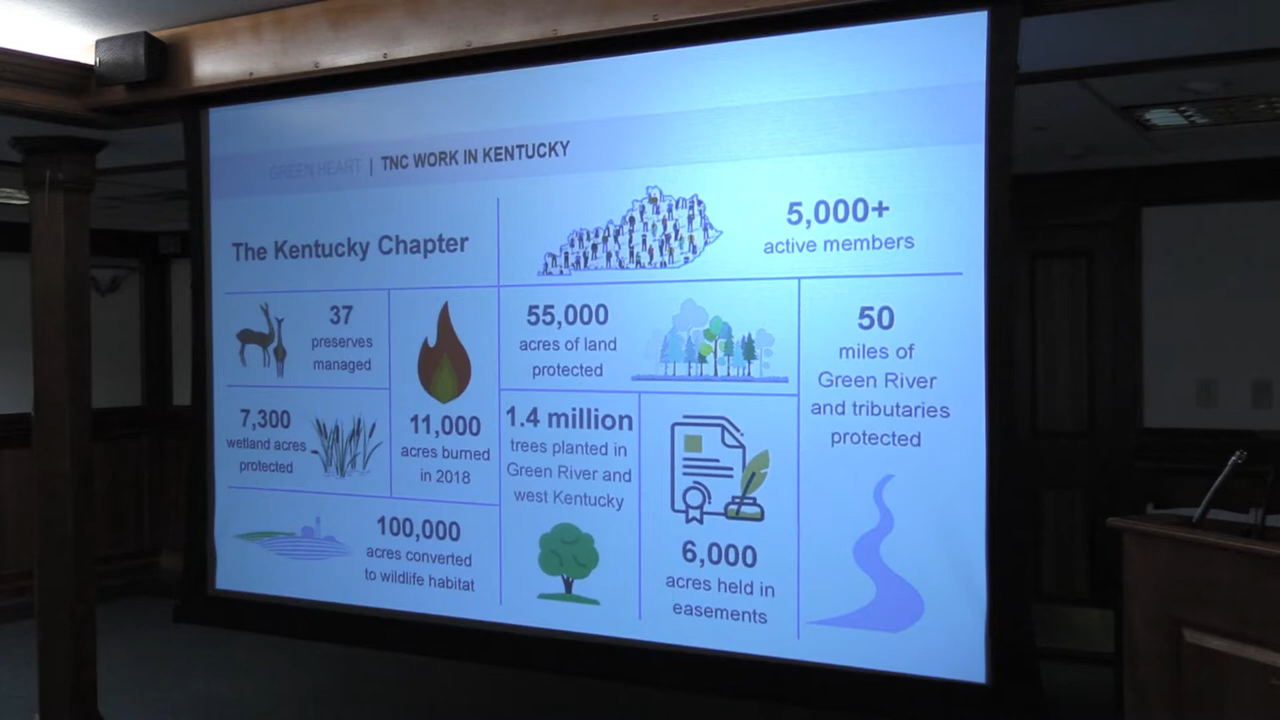 GREEN HEART | TNC WORK IN KENTUCKY
The Kentucky Chapter
5,000+
active members
37
preserves
managed
11,000
acres burned
in 2018
55,000
acres of land
protected
50
miles of
Green River
and tributaries
protected
7,300
wetland acres
protected
1.4 million
trees planted in
Green River and
west Kentucky
100,000
acres converted
to wildlife habitat
6,000
acres held in
easements